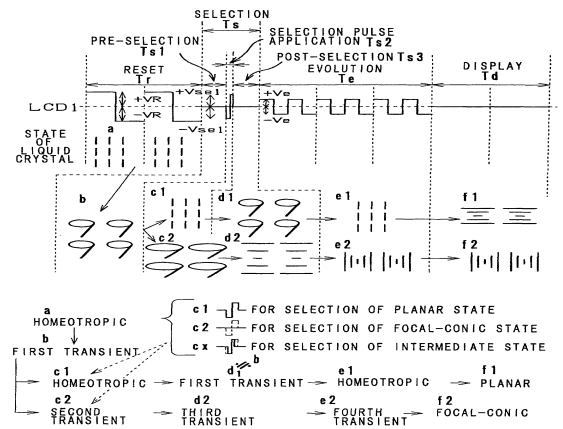 SELECTION
Ts
PRE-SELECTION
Ts1
SELECTION PULSE
APPLICATION Ts2
POST-SELECTION Ts3
RESET
Tr
EVOLUTION
Te
DISPLAY
Td
+Vsel
+Ve
LCD1
+VR
-VR
-Vsel
-Ve
STATE
OF
LIQUID
CRYSTAL
a
b
c1
d1
e1
f1
c2
d2
e2
f2
a
HOMEOTROPIC
b
FIRST TRANSIENT
c1 FOR SELECTION OF PLANAR STATE
c2 FOR SELECTION OF FOCAL-CONIC STATE
cx FOR SELECTION OF INTERMEDIATE STATE
c1 d1 b e1 f1
HOMEOTROPIC FIRST TRANSIENT HOMEOTROPIC PLANAR
c2 d2 e2 f2
SECOND TRANSIENT THIRD TRANSIENT FOURTH TRANSIENT FOCAL-CONIC